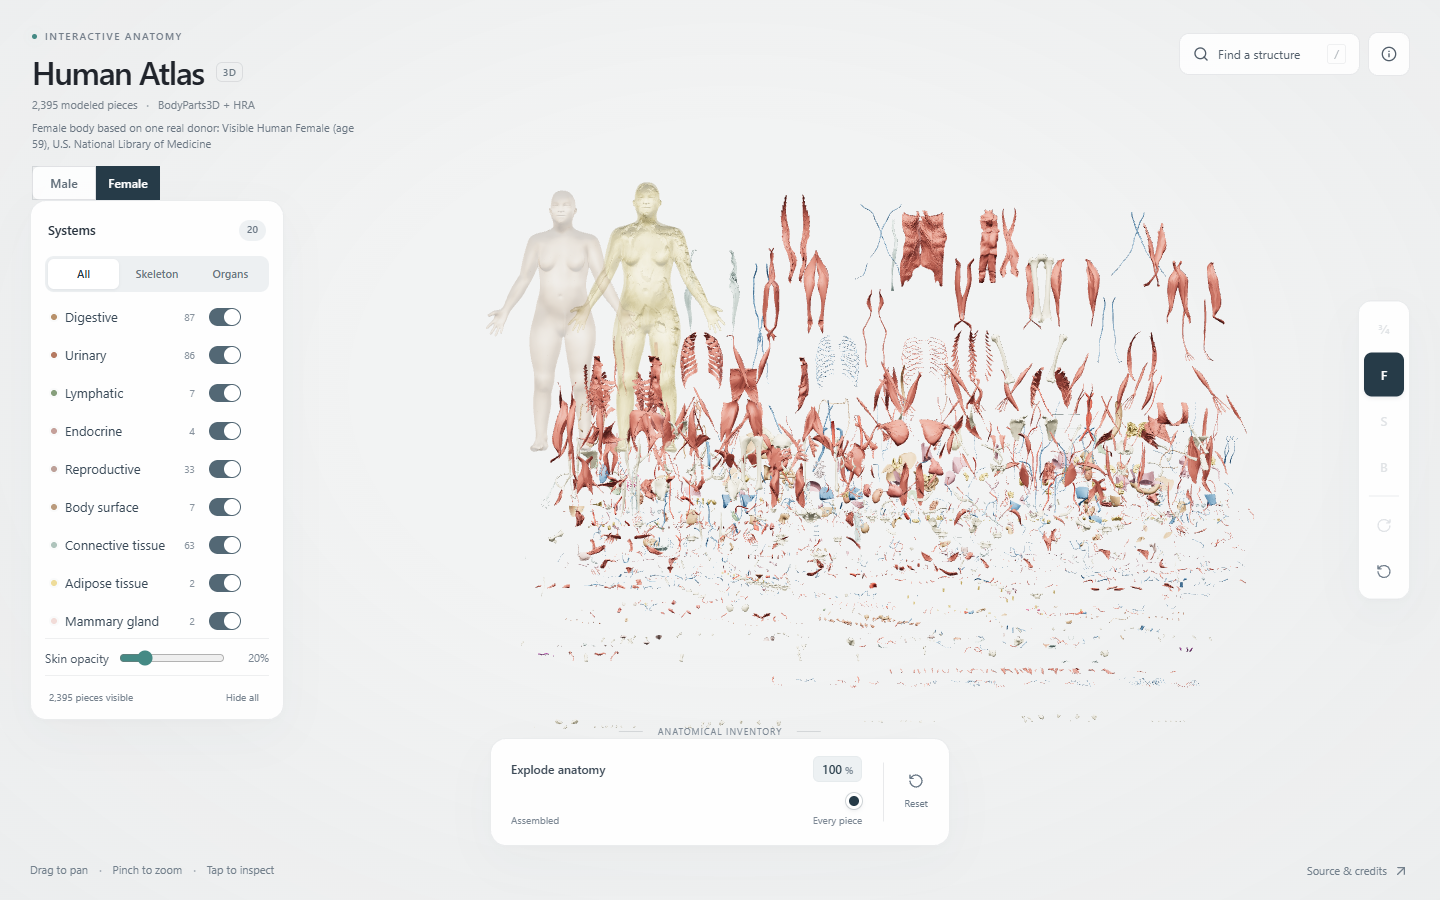 INTERACTIVE ANATOMY
Human Atlas 3D
2,395 modeled pieces · BodyParts3D + HRA
Female body based on one real donor: Visible Human Female (age
59), U.S. National Library of Medicine
Male Female
Systems 20
All Skeleton Organs
Digestive 87
Urinary 86
Lymphatic 7
Endocrine 4
Reproductive 33
Body surface 7
Connective tissue 63
Adipose tissue 2
Mammary gland 2
Skin opacity 20%
2,395 pieces visible Hide all
Find a structure /
¾
F
S
B
ANATOMICAL INVENTORY
Explode anatomy 100 %
Reset
Assembled Every piece
Drag to pan · Pinch to zoom · Tap to inspect
Source & credits